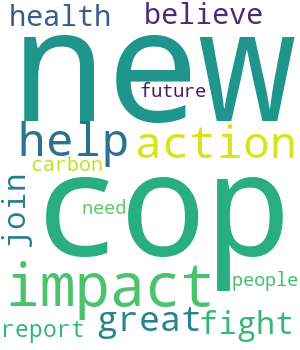 health believe
new
future
help action
carbon
join need
cop
impact people
report great fight